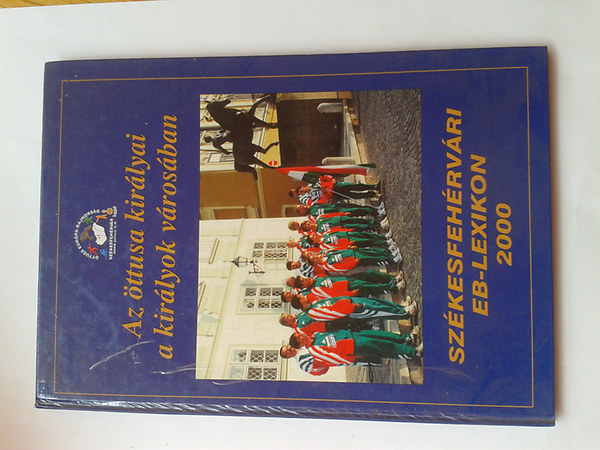 Az öttusa királyai
a királyok városában
SZÉKESFEHÉRVÁRI
EB-LEXIKON
2000